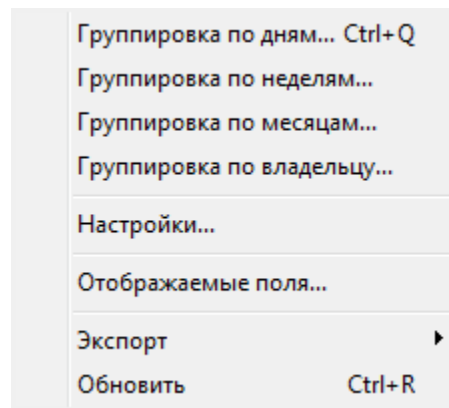 Группировка по дням... Ctrl+Q
Группировка по неделям...
Группировка по месяцам...
Группировка по владельцу...
Настройки...
Отображаемые поля...
Экспорт
Обновить Ctrl+R